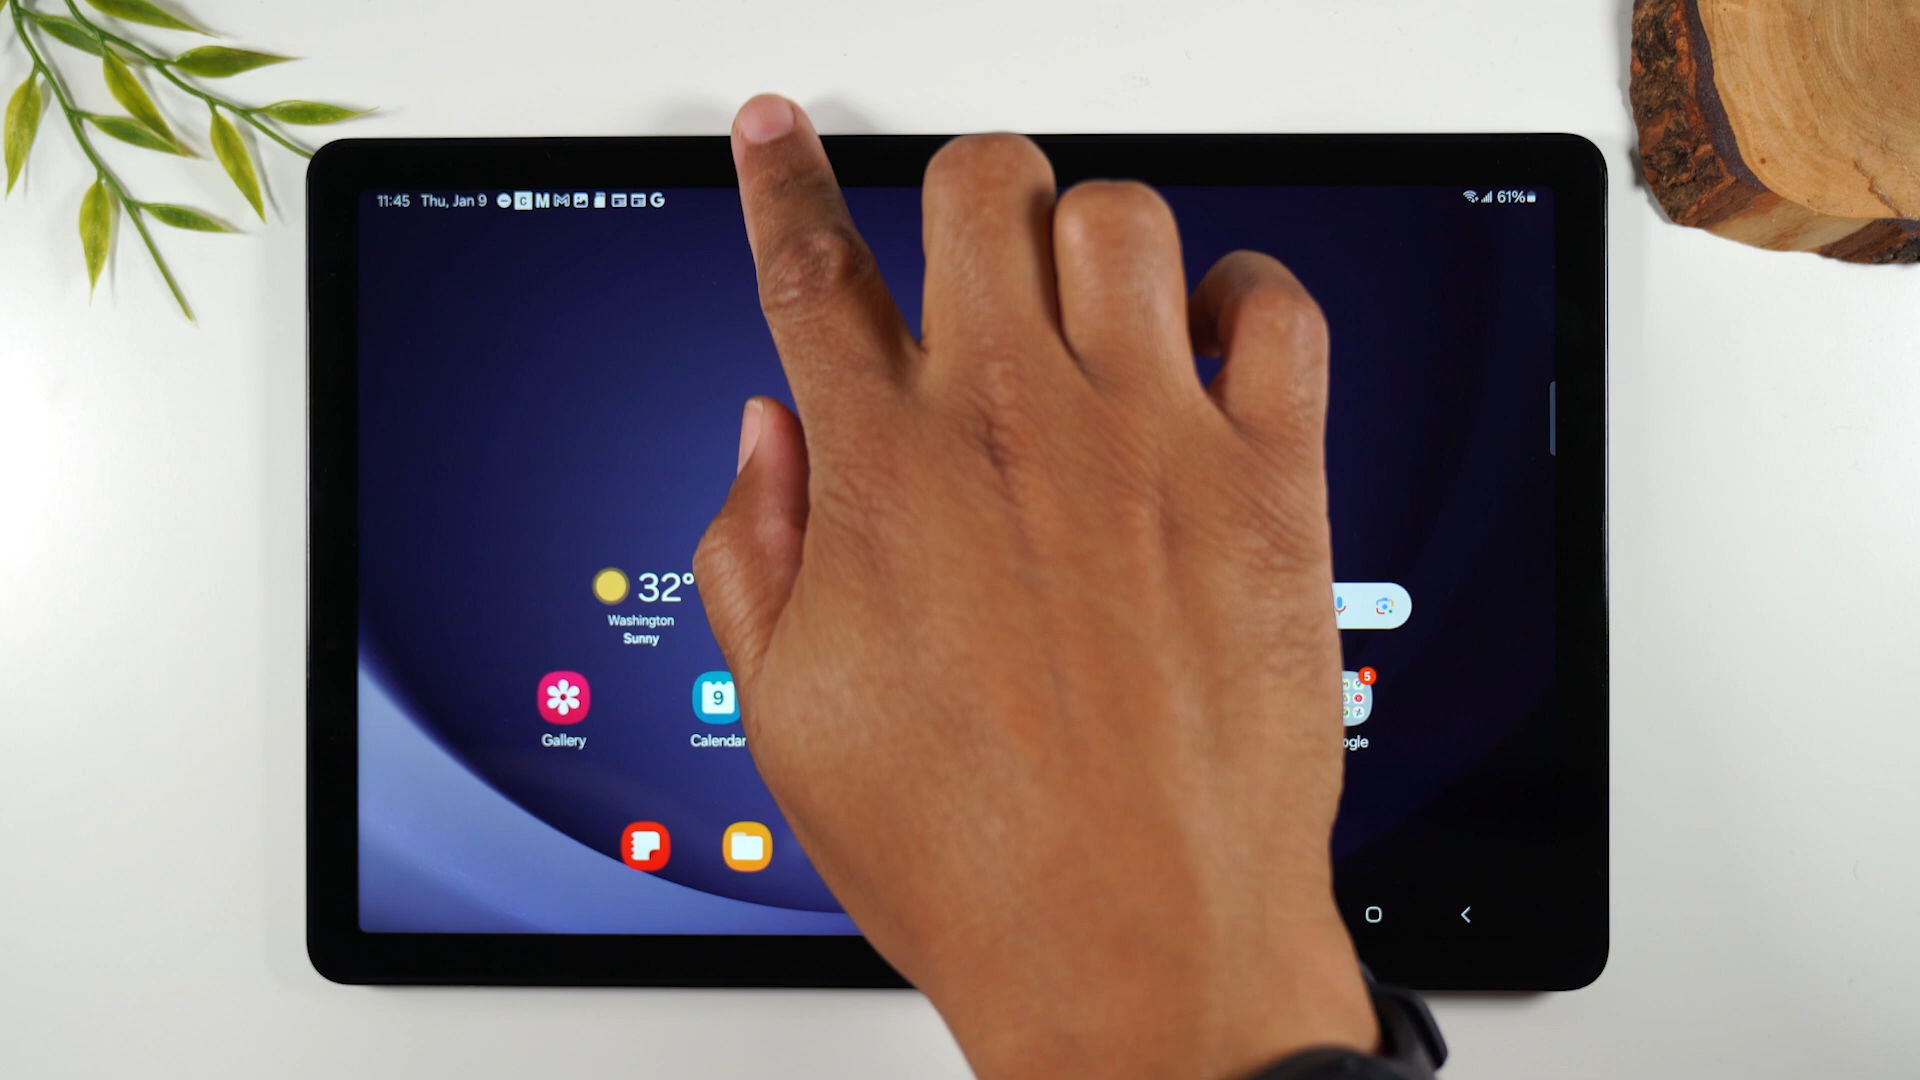 11:45 Thu, Jan 9
61%
32°
Washington
Sunny
9
5
Gallery
Calendar
ogle